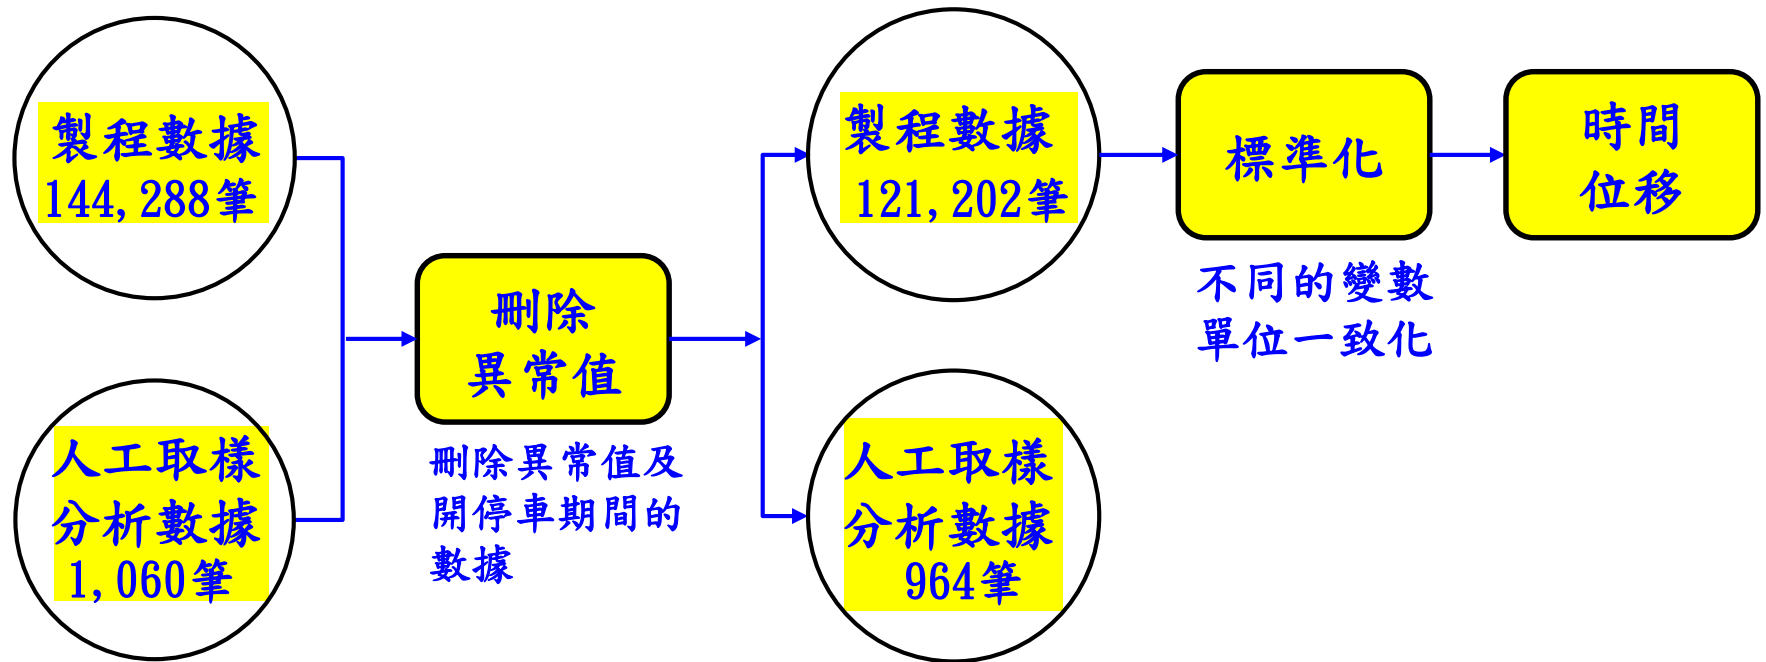 製程數據
144,288筆
人工取樣
分析數據
1,060筆
刪除
異常值
刪除異常值及
開停車期間的
數據
製程數據
121,202筆
人工取樣
分析數據
964筆
標準化
不同的變數
單位一致化
時間
位移